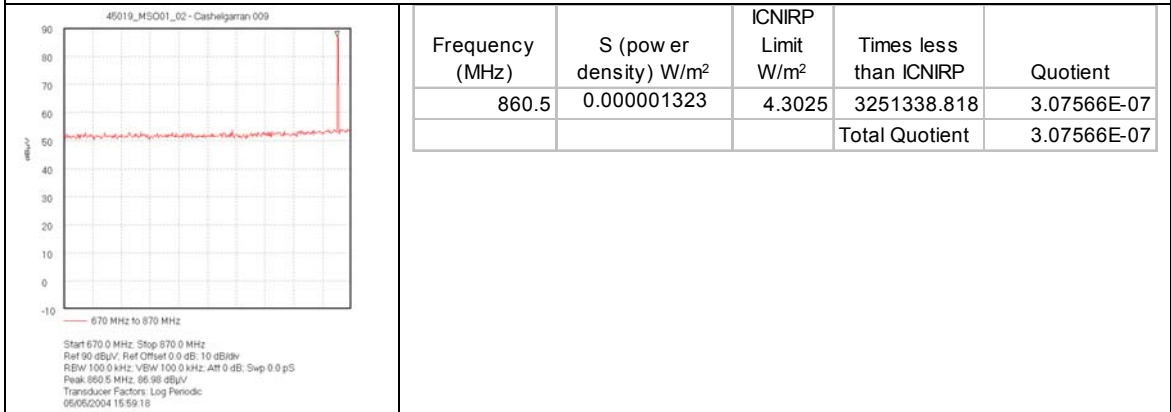 45019_MSO01_02 - Cashelgarran 009
90
80
70
60
50
40
30
20
10
0
-10
dBµV
670 MHz to 870 MHz
Start 670.0 MHz; Stop 870.0 MHz
Ref 90 dBµV; Ref Offset 0.0 dB; 10 dB/div
RBW 100.0 kHz; VBW 100.0 kHz; Att 0 dB; Swp 0.0 pS
Peak 860.5 MHz, 86.98 dBµV
Transducer Factors: Log Periodic
05/05/2004 15:59:18
Frequency (MHz) S (pow er density) W/m² ICNIRP Limit W/m² Times less than ICNIRP Quotient
860.5 0.000001323 4.3025 3251338.818 3.07566E-07
Total Quotient 3.07566E-07